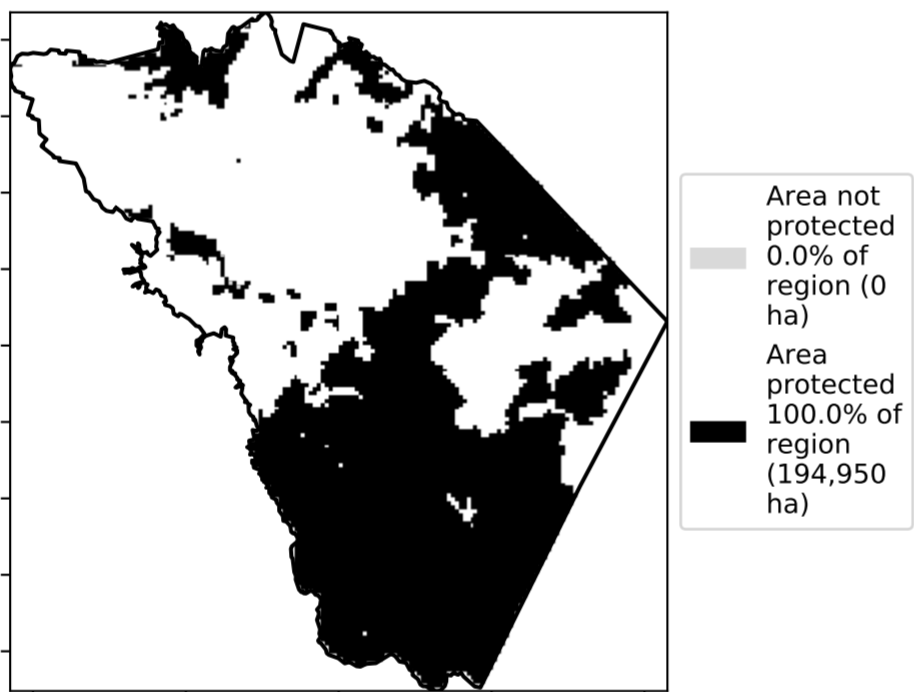 Area not
protected
0.0% of
region (0
ha)
Area
protected
100.0% of
region
(194,950
ha)